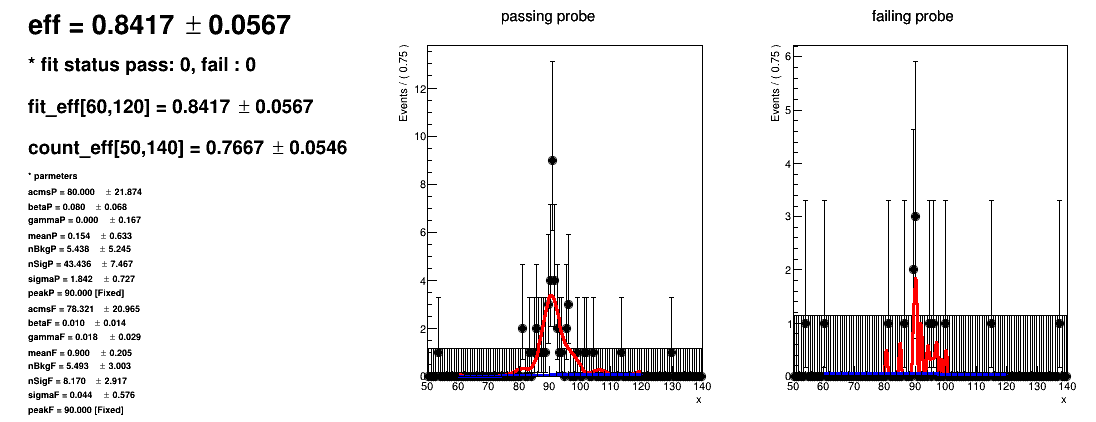 eff = 0.8417 ± 0.0567
* fit status pass: 0, fail : 0
fit_eff[60,120] = 0.8417 ± 0.0567
count_eff[50,140] = 0.7667 ± 0.0546
* parmeters
acmsP = 80.000 ± 21.874
betaP = 0.080 ± 0.068
gammaP = 0.000 ± 0.167
meanP = 0.154 ± 0.633
nBkgP = 5.438 ± 5.245
nSigP = 43.436 ± 7.467
sigmaP = 1.842 ± 0.727
peakP = 90.000 [Fixed]
acmsF = 78.321 ± 20.965
betaF = 0.010 ± 0.014
gammaF = 0.018 ± 0.029
meanF = 0.900 ± 0.205
nBkgF = 5.493 ± 3.003
nSigF = 8.170 ± 2.917
sigmaF = 0.044 ± 0.576
peakF = 90.000 [Fixed]
passing probe
Events / ( 0.75 )
12
10
8
6
4
2
0
50 60 70 80 90 100 110 120 130 140
x
failing probe
Events / ( 0.75 )
6
5
4
3
2
1
0
50 60 70 80 90 100 110 120 130 140
x